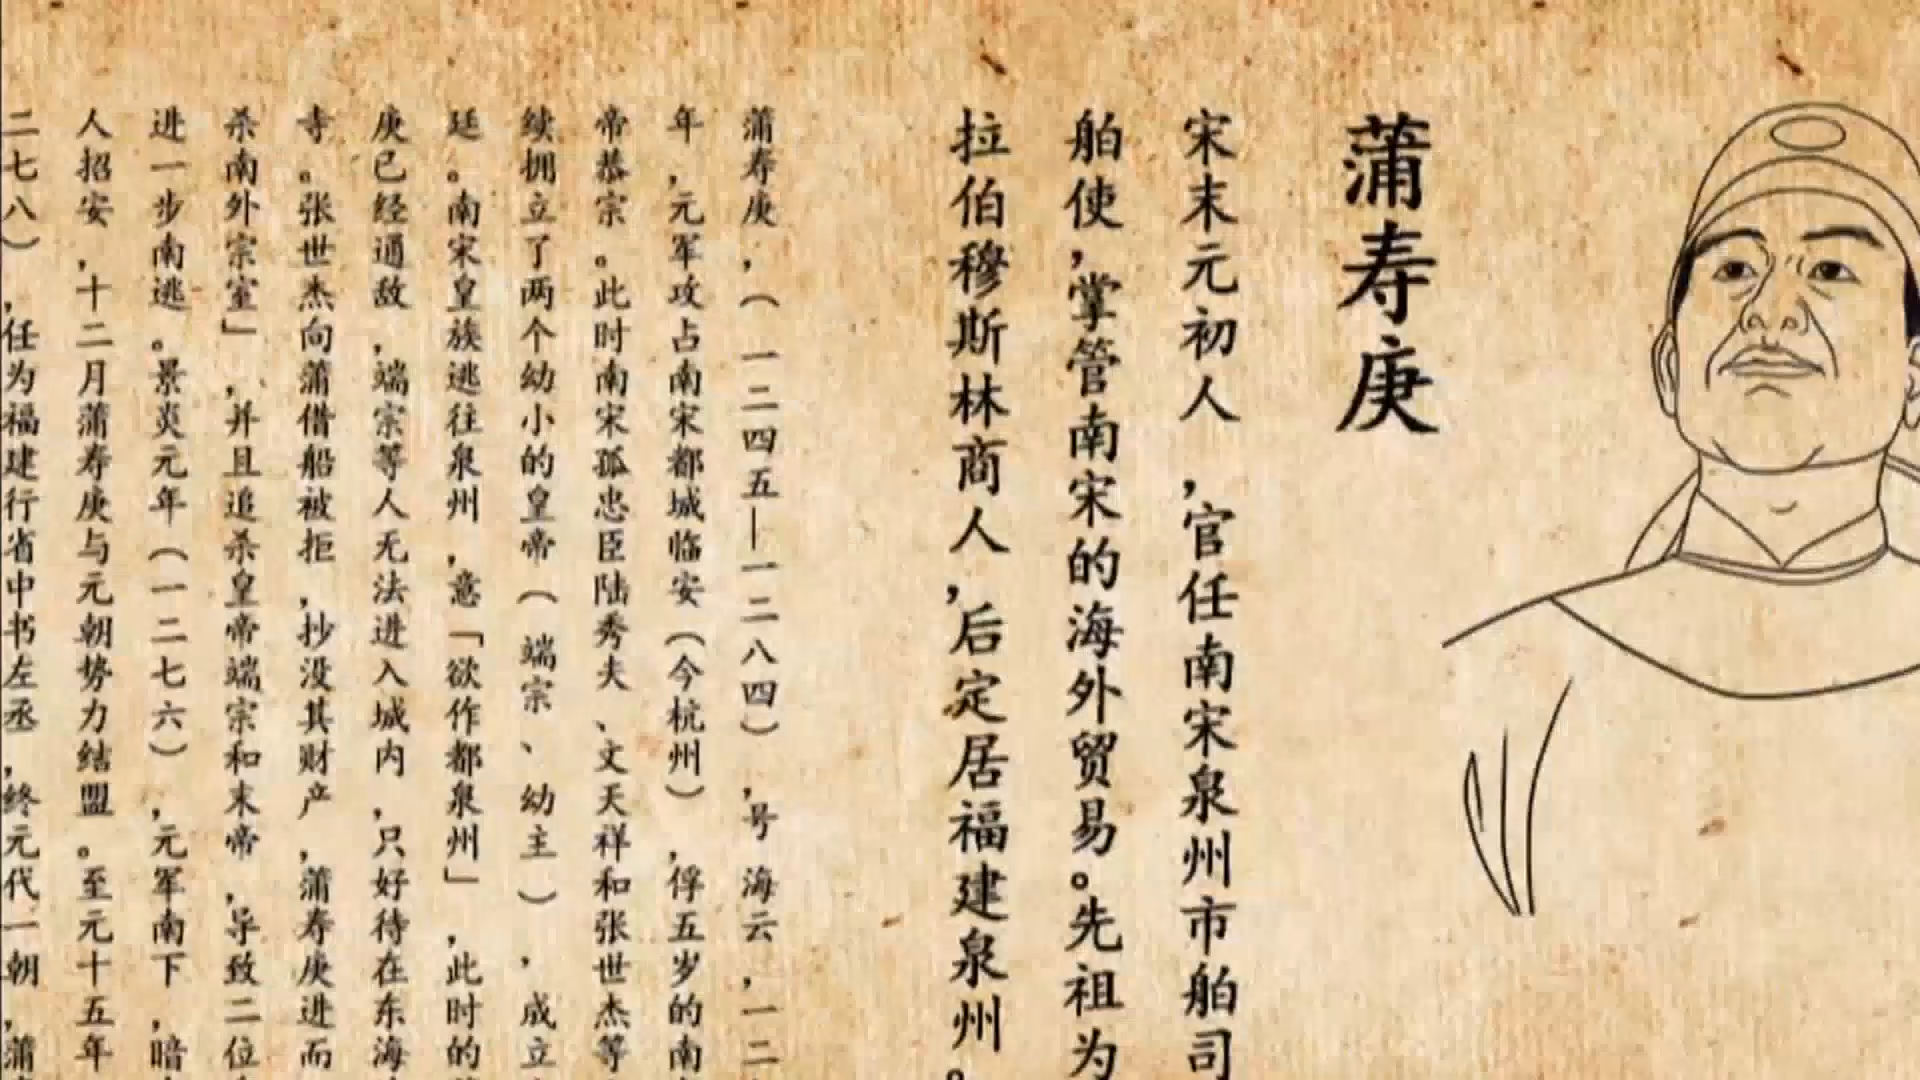 蒲寿庚
宋末元初人,官任南宋泉州市舶司
舶使,掌管南宋的海外贸易。先祖为
拉伯穆斯林商人,后定居福建泉州。
蒲寿庚,(一二四五—一二八四),号海云,一二
年,元军攻占南宋都城临安(今杭州),俘五岁的南
帝恭宗。此时南宋孤忠臣陆秀夫、文天祥和张世杰等
续拥立了两个幼小的皇帝(端宗、幼主),成立
廷。南宋皇族逃往泉州,意「欲作都泉州」,此时的
庚已经通敌,端宗等人无法进入城内,只好待在东海
寺。张世杰向蒲借船被拒,抄没其财产,蒲寿庚进而
杀南外宗室」,并且追杀皇帝端宗和末帝,导致二位
进一步南逃。景炎元年(一二七六),元军南下,暗
人招安,十二月蒲寿庚与元朝势力结盟。至元十五年
二七八),任为福建行省中书左丞,终元代一朝,蒲